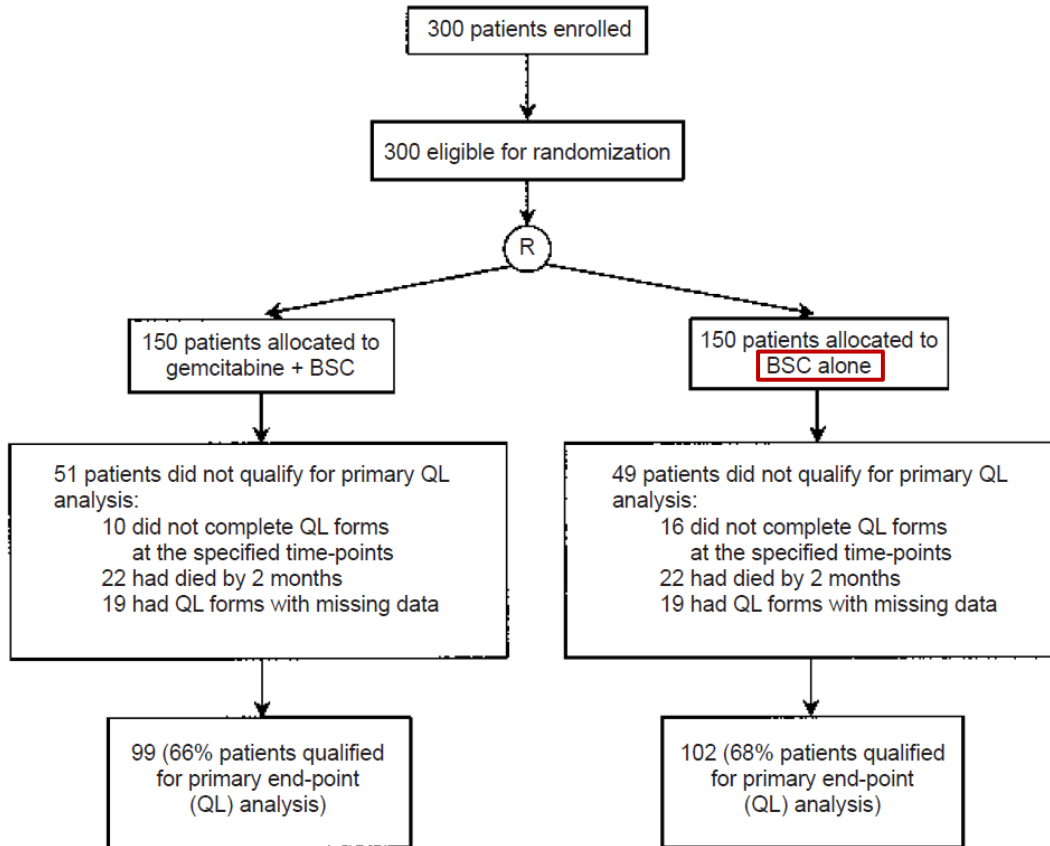 300 patients enrolled
300 eligible for randomization
R
150 patients allocated to
gemcitabine + BSC
150 patients allocated to
BSC alone
51 patients did not qualify for primary QL
analysis:
10 did not complete QL forms
at the specified time-points
22 had died by 2 months
19 had QL forms with missing data
49 patients did not qualify for primary QL
analysis:
16 did not complete QL forms
at the specified time-points
22 had died by 2 months
19 had QL forms with missing data
99 (66% patients qualified
for primary end-point
(QL) analysis)
102 (68% patients qualified
for primary end-point
(QL) analysis)